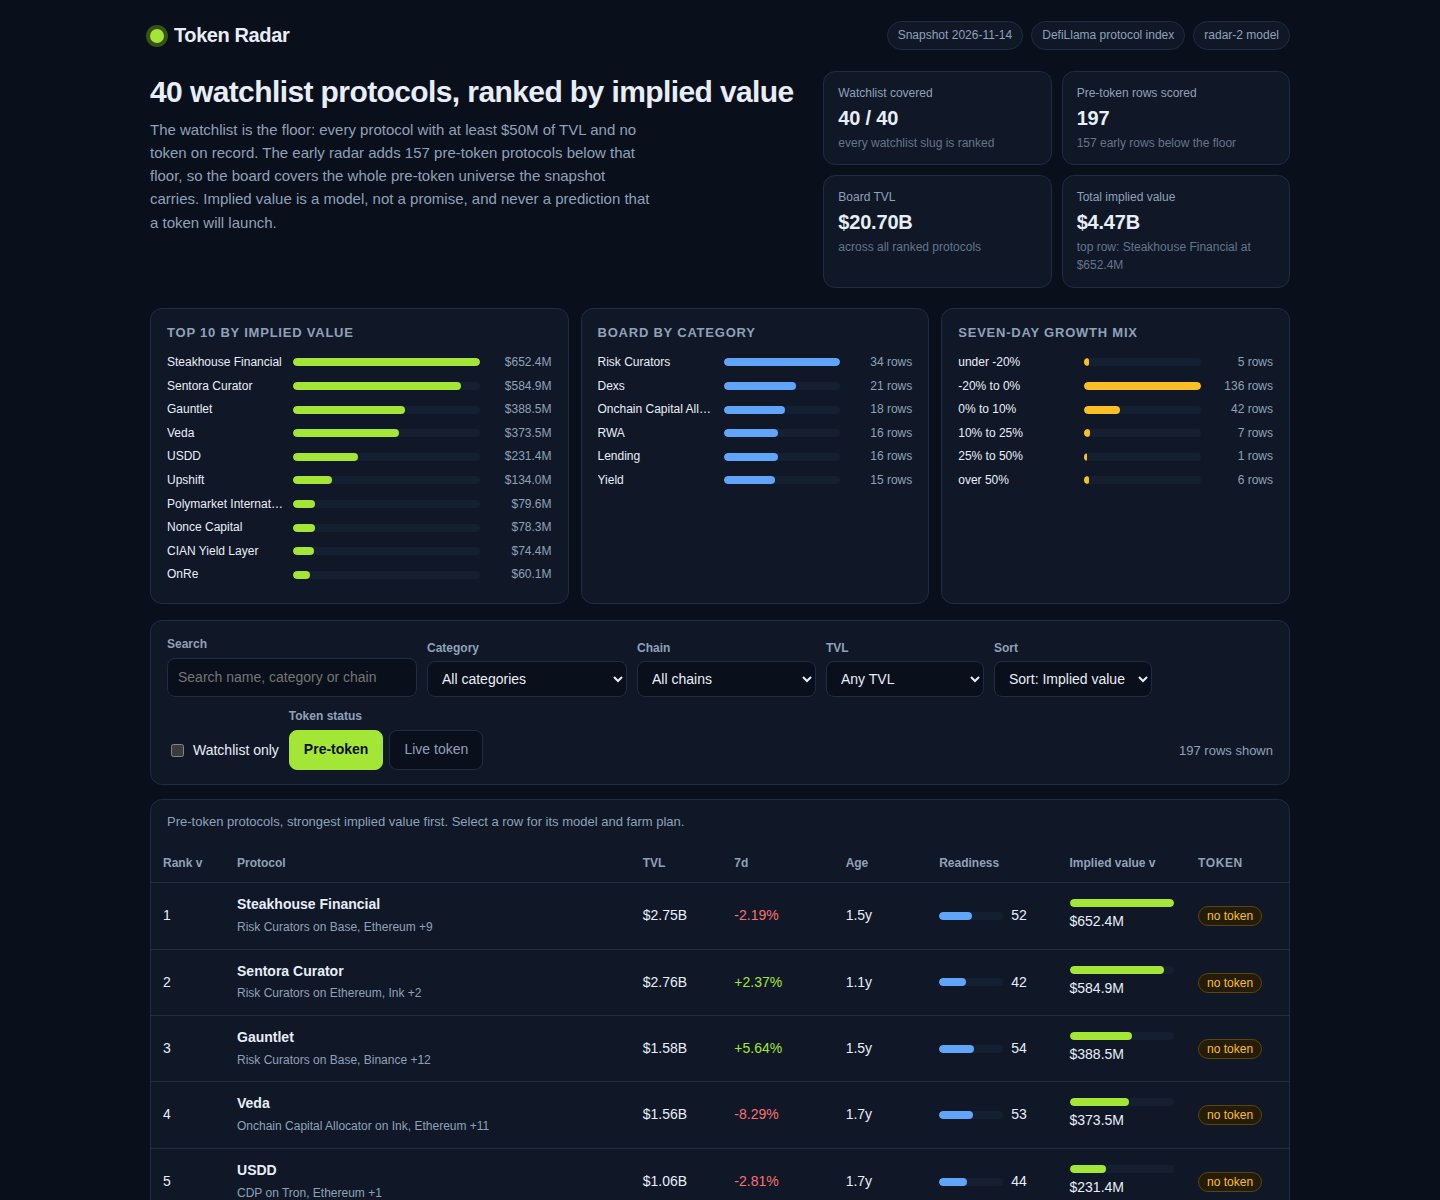 Token Radar
Snapshot 2026-11-14
DefiLlama protocol index
radar-2 model
40 watchlist protocols, ranked by implied value
The watchlist is the floor: every protocol with at least $50M of TVL and no
token on record. The early radar adds 157 pre-token protocols below that
floor, so the board covers the whole pre-token universe the snapshot
carries. Implied value is a model, not a promise, and never a prediction that
a token will launch.
Watchlist covered
40 / 40
every watchlist slug is ranked
Pre-token rows scored
197
157 early rows below the floor
Board TVL
$20.70B
across all ranked protocols
Total implied value
$4.47B
top row: Steakhouse Financial at
$652.4M
TOP 10 BY IMPLIED VALUE
Steakhouse Financial $652.4M
Sentora Curator $584.9M
Gauntlet $388.5M
Veda $373.5M
USDD $231.4M
Upshift $134.0M
Polymarket Internat… $79.6M
Nonce Capital $78.3M
CIAN Yield Layer $74.4M
OnRe $60.1M
BOARD BY CATEGORY
Risk Curators 34 rows
Dexs 21 rows
Onchain Capital All… 18 rows
RWA 16 rows
Lending 16 rows
Yield 15 rows
SEVEN-DAY GROWTH MIX
under -20% 5 rows
-20% to 0% 136 rows
0% to 10% 42 rows
10% to 25% 7 rows
25% to 50% 1 rows
over 50% 6 rows
Search
Search name, category or chain
Category
All categories
Chain
All chains
TVL
Any TVL
Sort
Sort: Implied value
Watchlist only
Token status
Pre-token
Live token
197 rows shown
Pre-token protocols, strongest implied value first. Select a row for its model and farm plan.
Rank v Protocol TVL 7d Age Readiness Implied value v TOKEN
1 Steakhouse Financial $2.75B -2.19% 1.5y 52 $652.4M no token
Risk Curators on Base, Ethereum +9
2 Sentora Curator $2.76B +2.37% 1.1y 42 $584.9M no token
Risk Curators on Ethereum, Ink +2
3 Gauntlet $1.58B +5.64% 1.5y 54 $388.5M no token
Risk Curators on Base, Binance +12
4 Veda $1.56B -8.29% 1.7y 53 $373.5M no token
Onchain Capital Allocator on Ink, Ethereum +11
5 USDD $1.06B -2.81% 1.7y 44 $231.4M no token
CDP on Tron, Ethereum +1